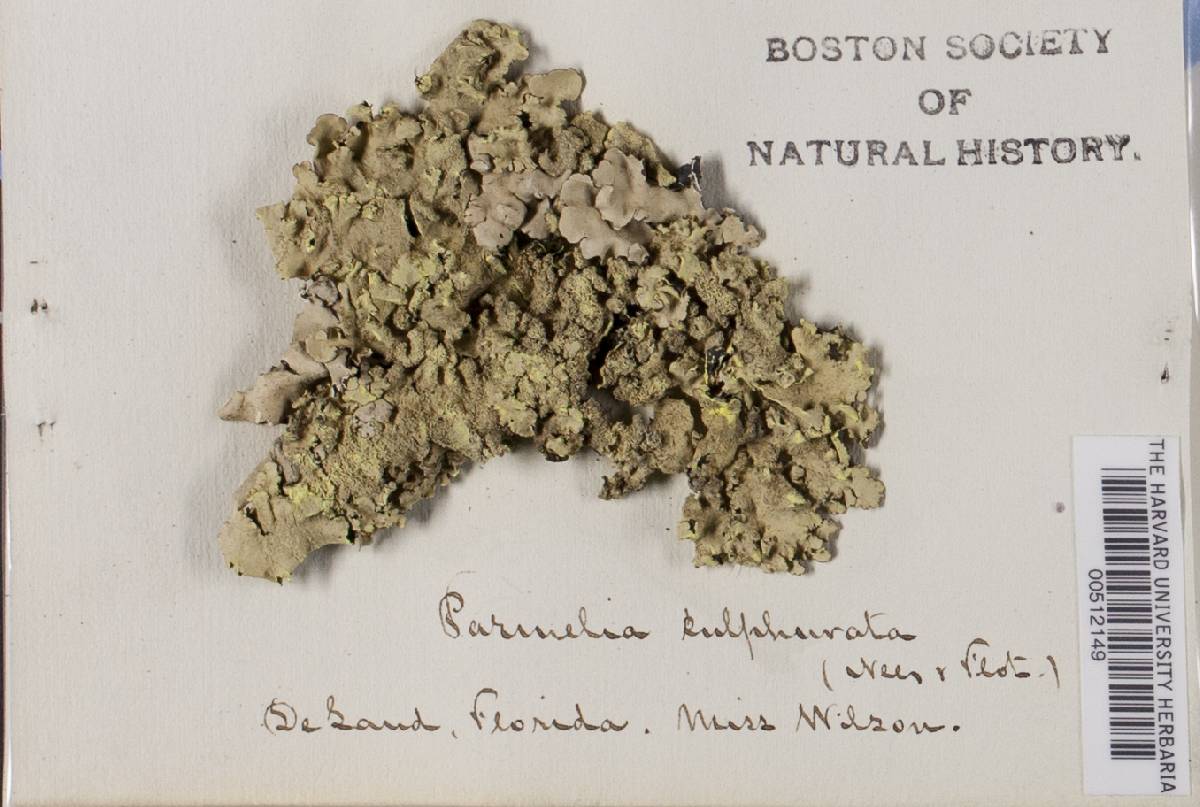 BOSTON SOCIETY
OF
NATURAL HISTORY.
Parmelia sulphurata
(Nees & Flot.)
DeLand, Florida. Miss Wilson.
THE HARVARD UNIVERSITY HERBARIA
00512149